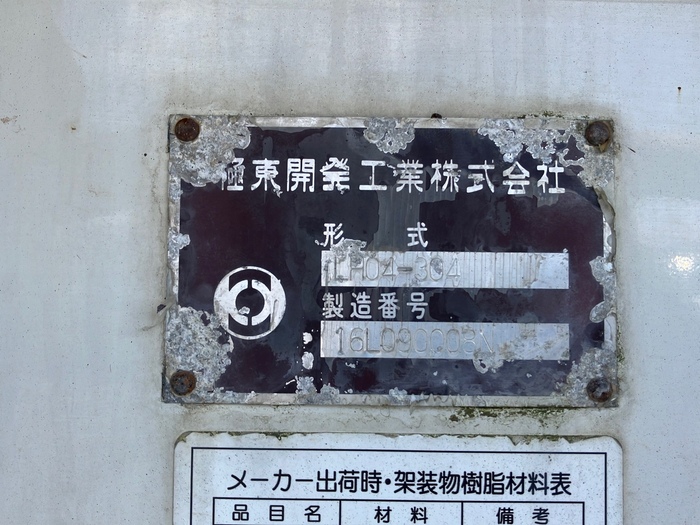 極東開発工業株式会社
形 式
LH04-304
製造番号
メーカー出荷時・架装物樹脂材料表
品目名 材料 備考